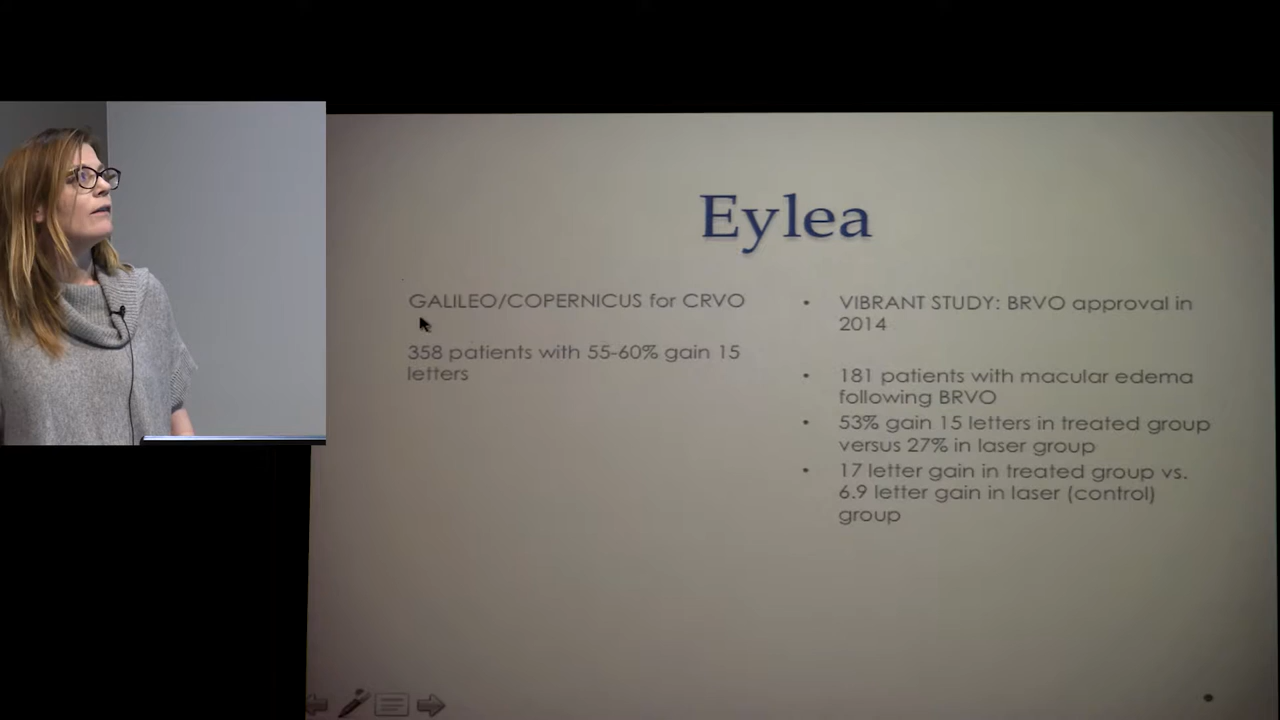 Eylea
GALILEO/COPERNICUS for CRVO
358 patients with 55-60% gain 15
letters
• VIBRANT STUDY: BRVO approval in
2014
• 181 patients with macular edema
following BRVO
• 53% gain 15 letters in treated group
versus 27% in laser group
• 17 letter gain in treated group vs.
6.9 letter gain in laser (control)
group